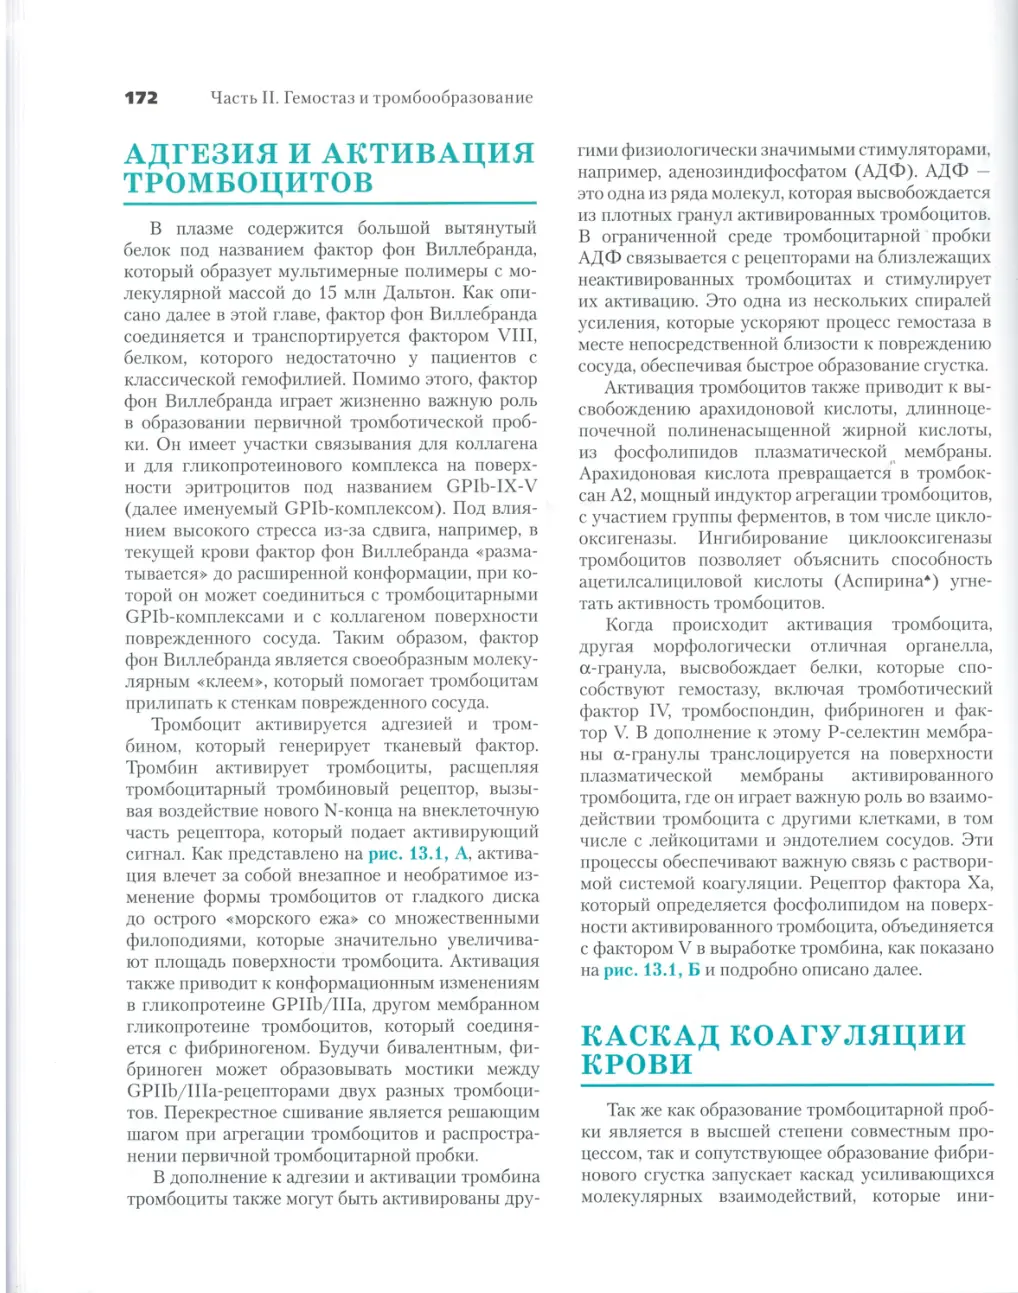 172 Часть II. Гемостаз и тромбообразование
АДГЕЗИЯ И АКТИВАЦИЯ
ТРОМБОЦИТОВ
В плазме содержится большой вытянутый
белок под названием фактор фон Виллебранда,
который образует мультимерные полимеры с мо-
лекулярной массой до 15 млн Дальтон. Как опи-
сано далее в этой главе, фактор фон Виллебранда
соединяется и транспортируется фактором VIII,
белком, которого недостаточно у пациентов с
классической гемофилией. Помимо этого, фактор
фон Виллебранда играет жизненно важную роль
в образовании первичной тромботической проб-
ки. Он имеет участки связывания для коллагена
и для гликопротеинового комплекса на поверх-
ности эритроцитов под названием GPIb-IX-V
(далее именуемый GPIb-комплексом). Под влия-
нием высокого стресса из-за сдвига, например, в
текущей крови фактор фон Виллебранда «разма-
тывается» до расширенной конформации, при ко-
торой он может соединиться с тромбоцитарными
GPIb-комплексами и с коллагеном поверхности
поврежденного сосуда. Таким образом, фактор
фон Виллебранда является своеобразным молеку-
лярным «клеем», который помогает тромбоцитам
прилипать к стенкам поврежденного сосуда.
Тромбоцит активируется адгезией и тром-
бином, который генерирует тканевый фактор.
Тромбин активирует тромбоциты, расщепляя
тромбоцитарный тромбиновый рецептор, вызы-
вая воздействие нового N-конца на внеклеточную
часть рецептора, который подает активирующий
сигнал. Как представлено на рис. 13.1, А, актива-
ция влечет за собой внезапное и необратимое из-
менение формы тромбоцитов от гладкого диска
до острого «морского ежа» со множественными
филоподиями, которые значительно увеличива-
ют площадь поверхности тромбоцита. Активация
также приводит к конформационным изменениям
в гликопротеине GPIIb/IIIa, другом мембранном
гликопротеине тромбоцитов, который соединя-
ется с фибриногеном. Будучи бивалентным, фи-
бриноген может образовывать мостики между
GPIIb/IIIa-рецепторами двух разных тромбоци-
тов. Перекрестное сшивание является решающим
шагом при агрегации тромбоцитов и распростра-
нении первичной тромбоцитарной пробки.
В дополнение к адгезии и активации тромбина
тромбоциты также могут быть активированы дру-
гими физиологически значимыми стимуляторами,
например, аденозиндифосфатом (АДФ). АДФ —
это одна из ряда молекул, которая высвобождается
из плотных гранул активированных тромбоцитов.
В ограниченной среде тромбоцитарной пробки
АДФ связывается с рецепторами на близлежащих
неактивированных тромбоцитах и стимулирует
их активацию. Это одна из нескольких спиралей
усиления, которые ускоряют процесс гемостаза в
месте непосредственной близости к повреждению
сосуда, обеспечивая быстрое образование сгустка.
Активация тромбоцитов также приводит к вы-
свобождению арахидоновой кислоты, длинноце-
почечной полиненасыщенной жирной кислоты,
из фосфолипидов плазматической мембраны.
Арахидоновая кислота превращается в тромбок-
сан А2, мощный индуктор агрегации тромбоцитов,
с участием группы ферментов, в том числе цикло-
оксигеназы. Ингибирование циклооксигеназы
тромбоцитов позволяет объяснить способность
ацетилсалициловой кислоты (Аспирина♠) угне-
тать активность тромбоцитов.
Когда происходит активация тромбоцита,
другая морфологически отличная органелла,
α-гранула, высвобождает белки, которые спо-
собствуют гемостазу, включая тромботический
фактор IV, тромбоспондин, фибриноген и фак-
тор V. В дополнение к этому Р-селектин мембра-
ны α-гранулы транслоцируется на поверхности
плазматической мембраны активированного
тромбоцита, где он играет важную роль во взаимо-
действии тромбоцита с другими клетками, в том
числе с лейкоцитами и эндотелием сосудов. Эти
процессы обеспечивают важную связь с раствори-
мой системой коагуляции. Рецептор фактора Ха,
который определяется фосфолипидом на поверх-
ности активированного тромбоцита, объединяется
с фактором V в выработке тромбина, как показано
на рис. 13.1, Б и подробно описано далее.
КАСКАД КОАГУЛЯЦИИ
КРОВИ
Так же как образование тромбоцитарной проб-
ки является в высшей степени совместным про-
цессом, так и сопутствующее образование фибри-
нового сгустка запускает каскад усиливающихся
молекулярных взаимодействий, которые ини-